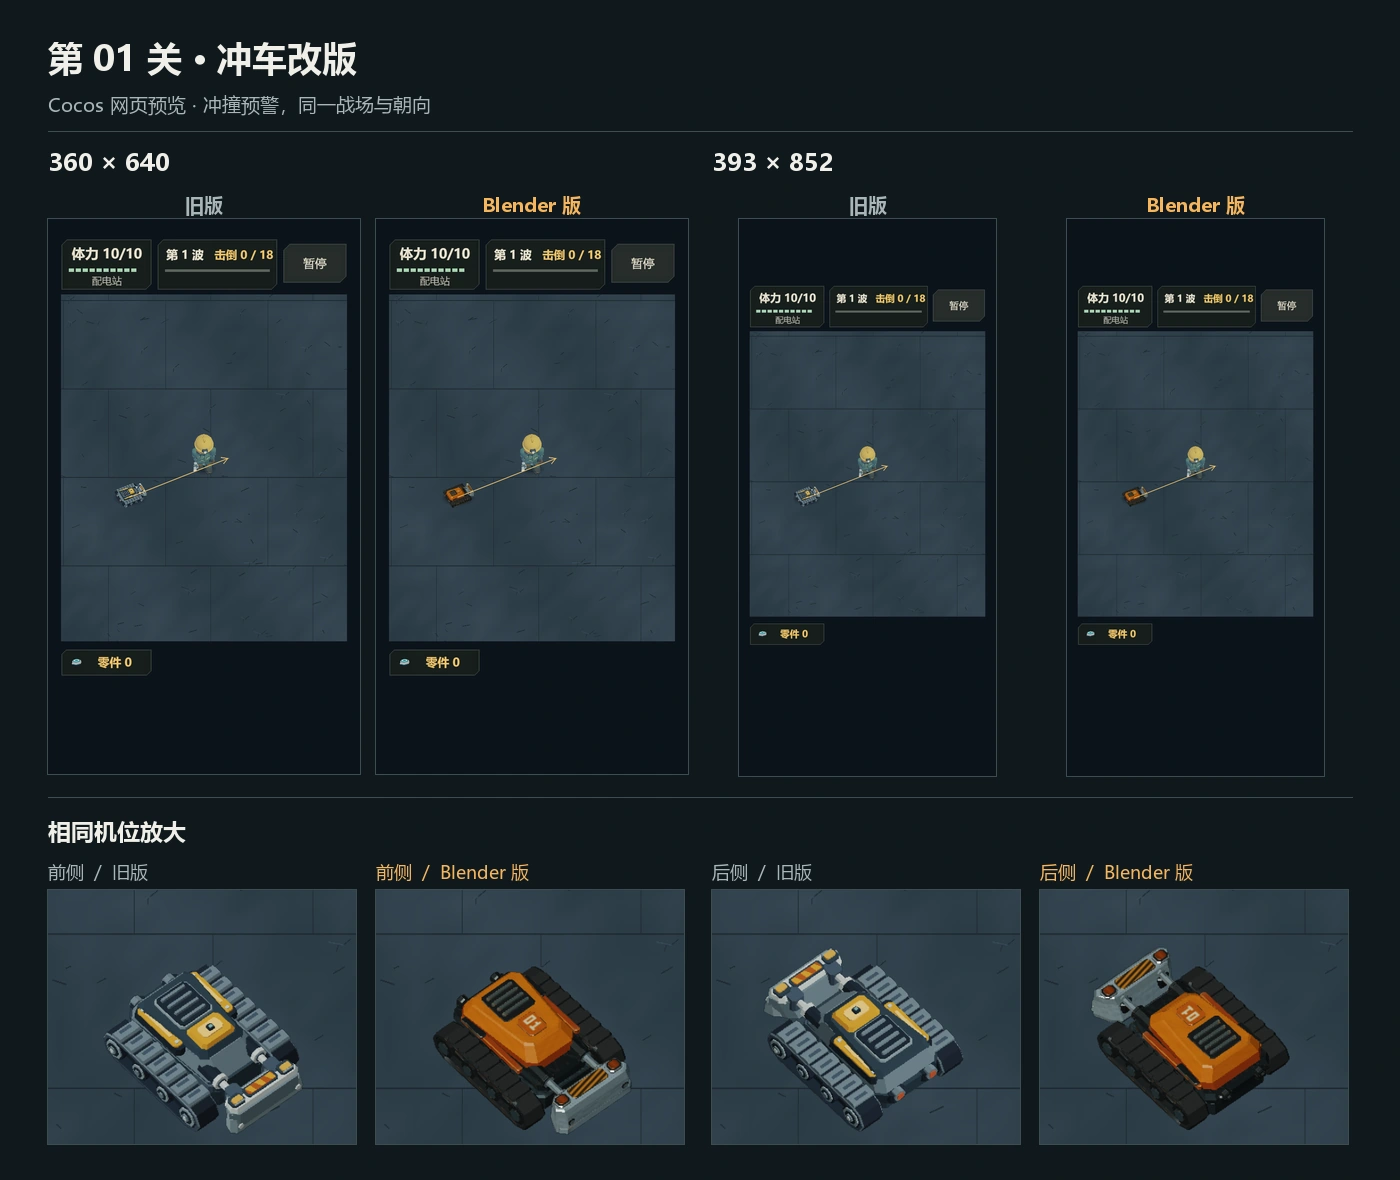 第 01 关 • 冲车改版
Cocos 网页预览 · 冲撞预警，同一战场与朝向
360 × 640
393 × 852
旧版
Blender 版
旧版
Blender 版
体力 10/10
配电站
第 1 波 击倒 0 / 18
暂停
零件 0
体力 10/10
配电站
第 1 波 击倒 0 / 18
暂停
零件 0
体力 10/10
配电站
第 1 波 击倒 0 / 18
暂停
零件 0
体力 10/10
配电站
第 1 波 击倒 0 / 18
暂停
零件 0
相同机位放大
前侧 / 旧版
前侧 / Blender 版
后侧 / 旧版
后侧 / Blender 版
01
01